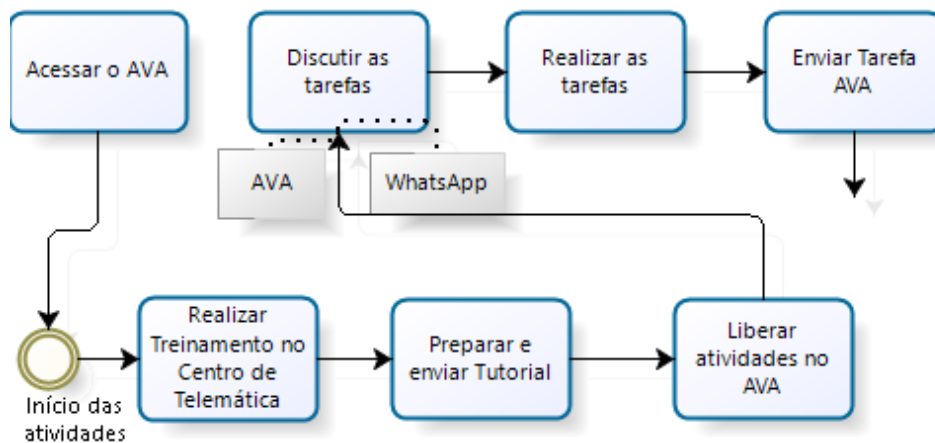 Acessar o AVA
Discutir as
tarefas
Realizar as
tarefas
Enviar Tarefa
AVA
AVA
WhatsApp
Início das
atividades
Realizar
Treinamento no
Centro de
Telemática
Preparar e
enviar Tutorial
Liberar
atividades no
AVA